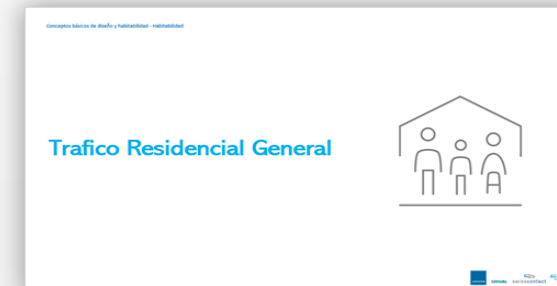 Conceptos básicos de diseño y habitabilidad - Habitabilidad
Trafico Residencial General
swisscontact